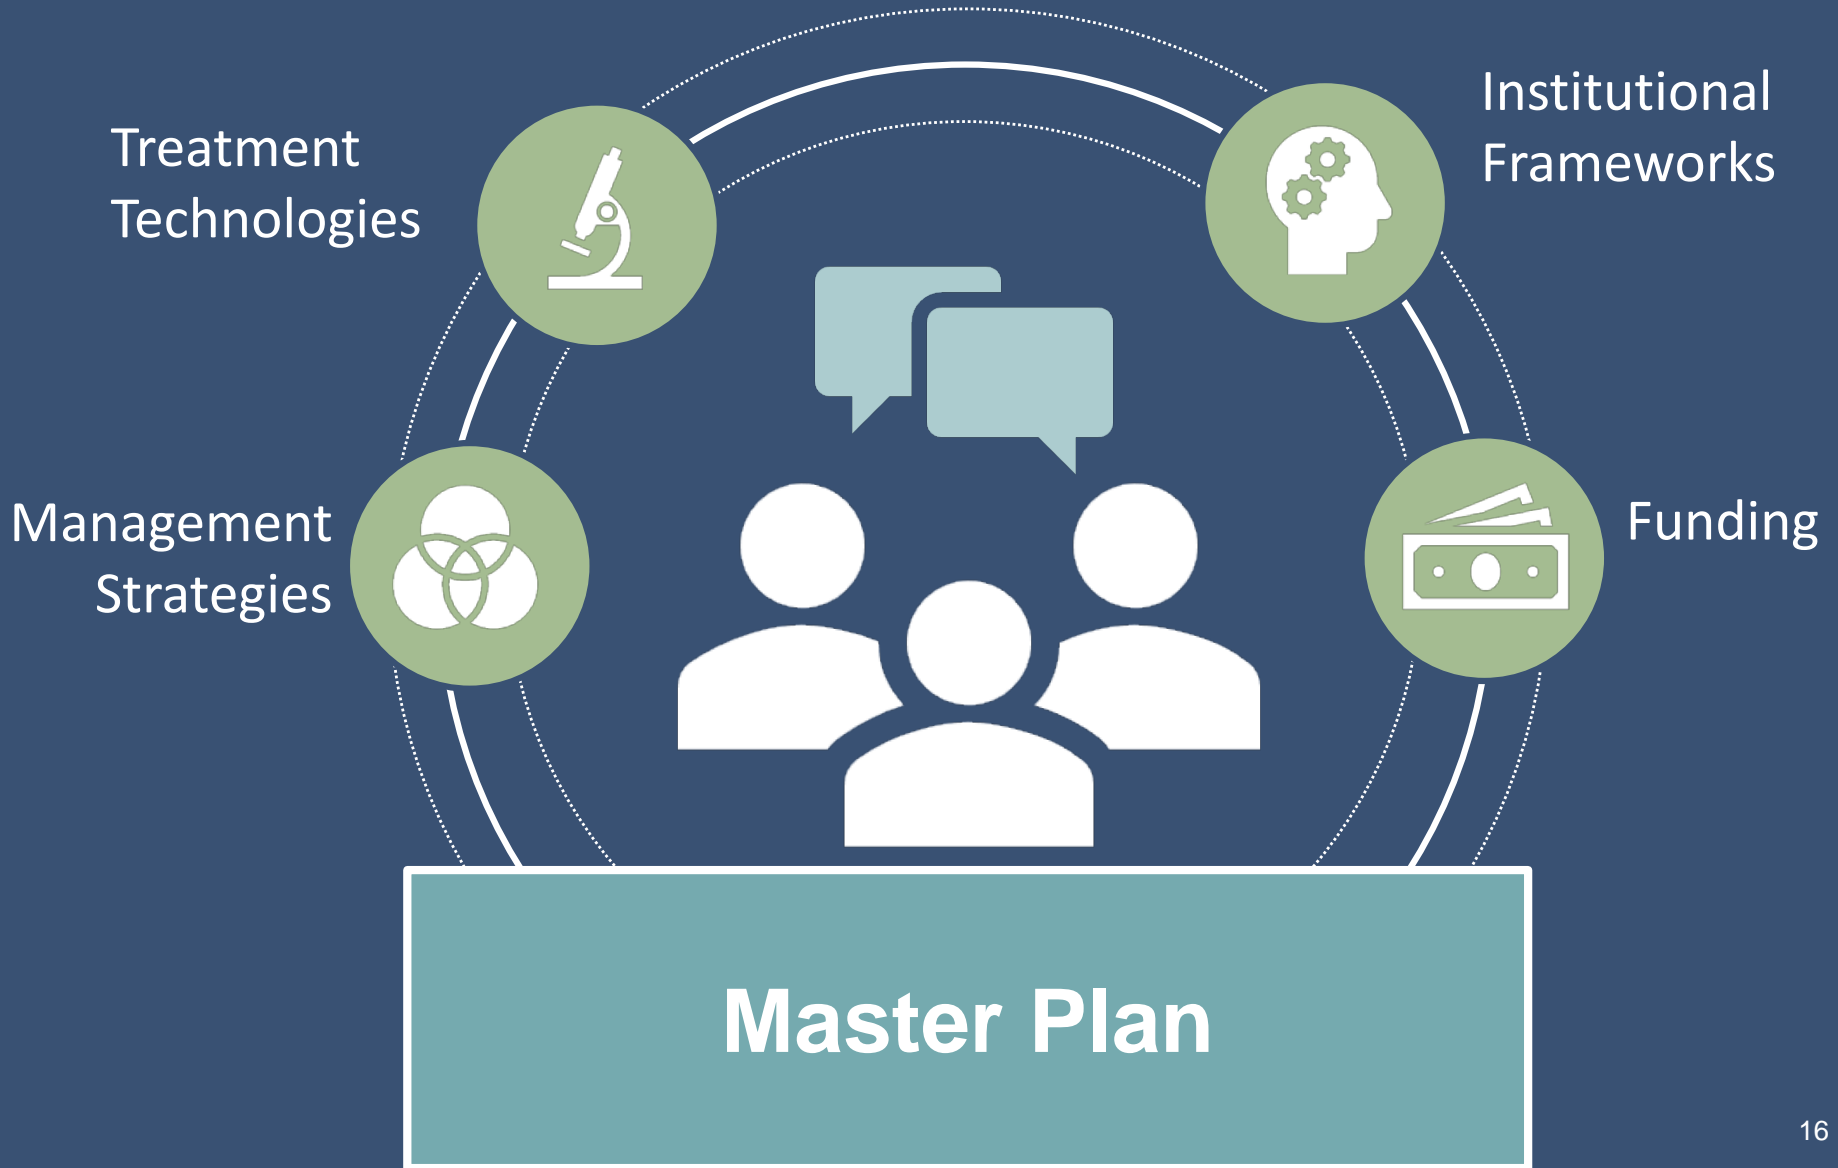 Treatment
Technologies
Institutional
Frameworks
Management
Strategies
Funding
Master Plan
16